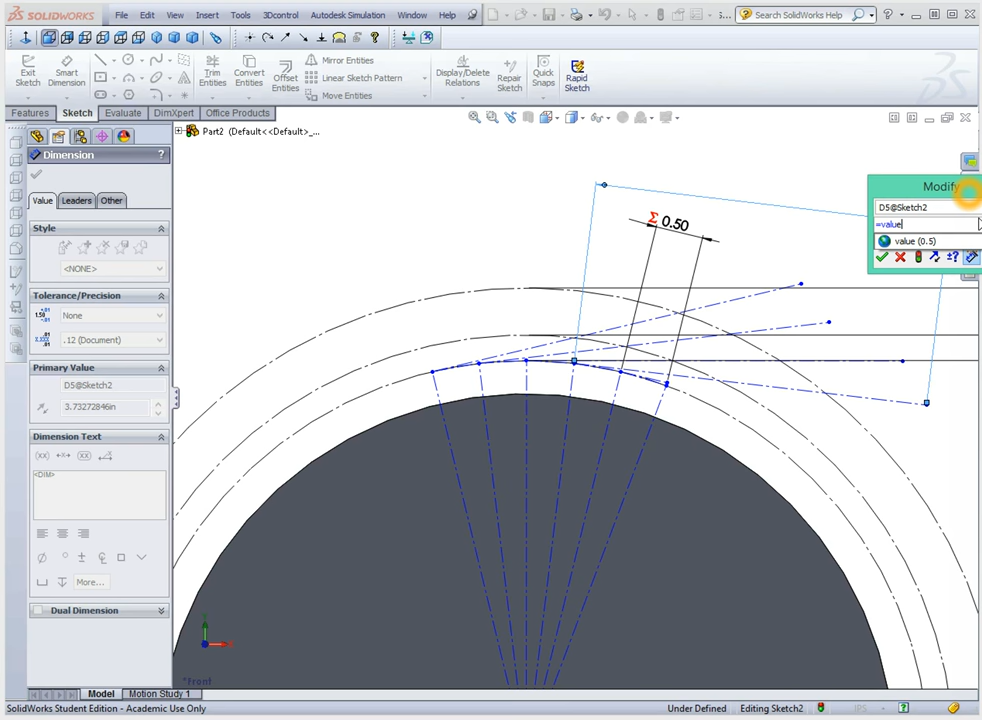 SOLIDWORKS File Edit View Insert Tools 3Dcontrol Autodesk Simulation Window Help 3... Search SolidWorks Help
Exit Sketch
Smart Dimension
Trim Entities
Convert Entities
Offset Entities
Mirror Entities
Linear Sketch Pattern
Move Entities
Display/Delete Relations
Repair Sketch
Quick Snaps
Rapid Sketch
Features Sketch Evaluate DimXpert Office Products
Part2 (Default<<Default>_...
Dimension ?
Value Leaders Other
Style
<NONE>
Tolerance/Precision
None
.12 (Document)
Primary Value
D5@Sketch2
3.73272846in
Dimension Text
<DIM>
More...
Dual Dimension
Modify
D5@Sketch2
=value
value (0.5)
Σ 0.50
Y
X
*Front
Model Motion Study 1
SolidWorks Student Edition - Academic Use Only Under Defined Editing Sketch2 IPS